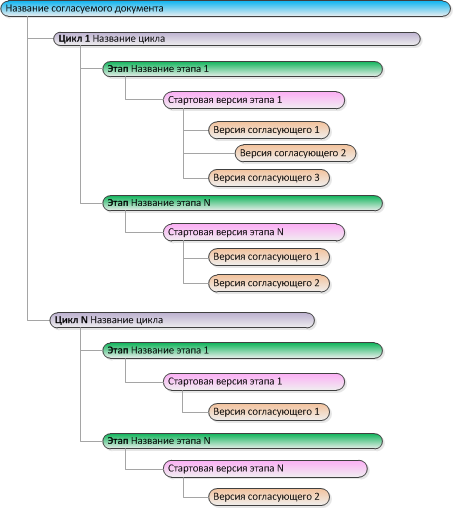 Название согласуемого документа
Цикл 1 Название цикла
Этап Название этапа 1
Стартовая версия этапа 1
Версия согласующего 1
Версия согласующего 2
Версия согласующего 3
Этап Название этапа N
Стартовая версия этапа N
Версия согласующего 1
Версия согласующего 2
Цикл N Название цикла
Этап Название этапа 1
Стартовая версия этапа 1
Версия согласующего 1
Этап Название этапа N
Стартовая версия этапа N
Версия согласующего 2